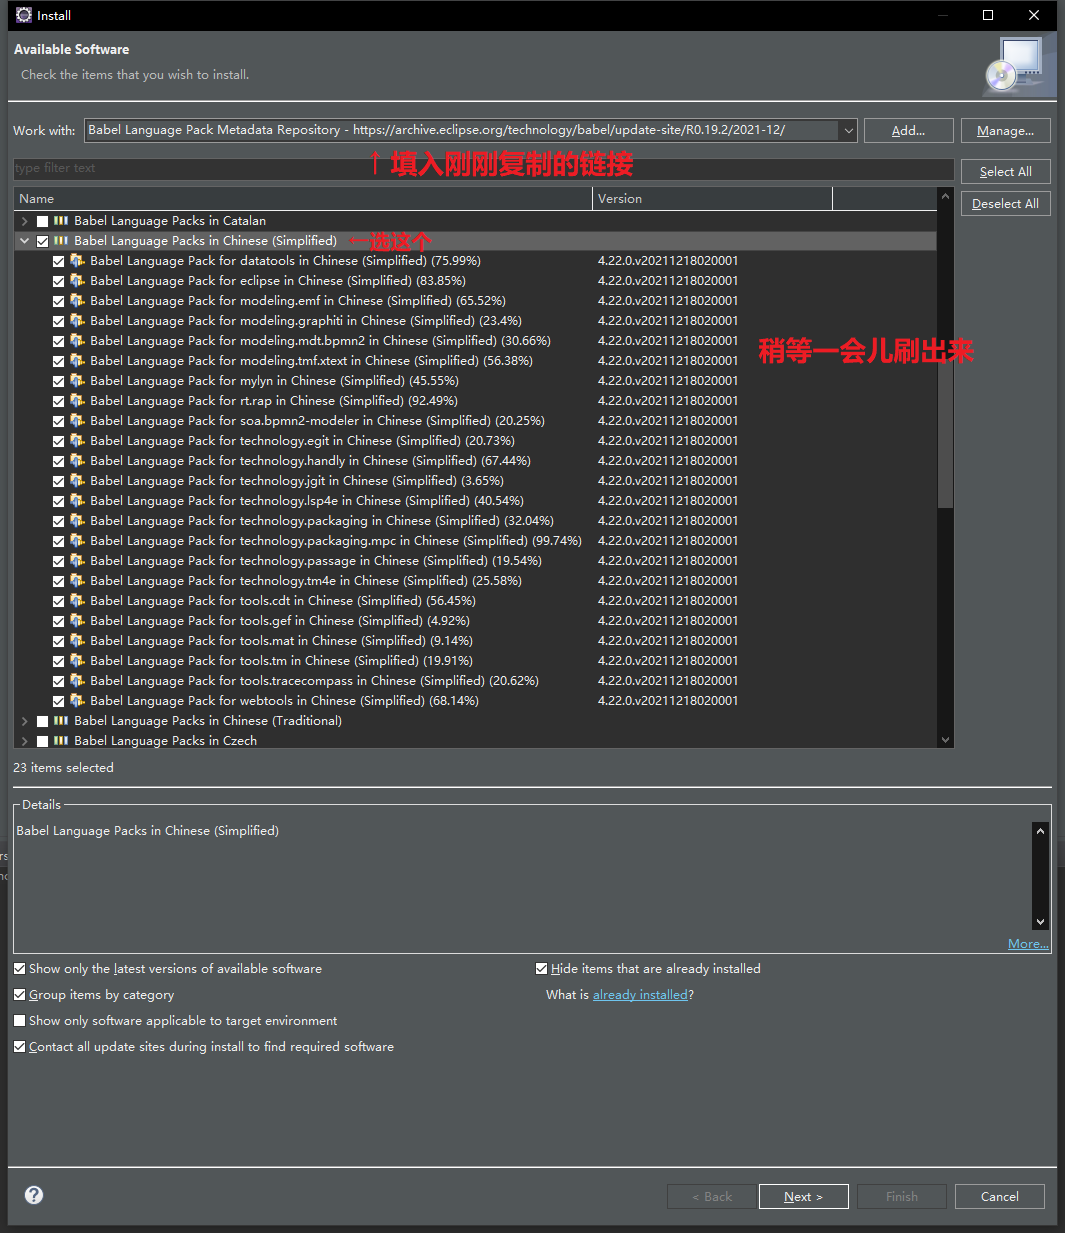 Install
Available Software
Check the items that you wish to install.
Work with: Babel Language Pack Metadata Repository - https://archive.eclipse.org/technology/babel/update-site/R0.19.2/2021-12/ Add... Manage...
↑填入刚刚复制的链接
type filter text
Select All
Deselect All
Name Version
Babel Language Packs in Catalan
Babel Language Packs in Chinese (Simplified) ←选这个
Babel Language Pack for datatools in Chinese (Simplified) (75.99%) 4.22.0.v20211218020001
Babel Language Pack for eclipse in Chinese (Simplified) (83.85%) 4.22.0.v20211218020001
Babel Language Pack for modeling.emf in Chinese (Simplified) (65.52%) 4.22.0.v20211218020001
Babel Language Pack for modeling.graphiti in Chinese (Simplified) (23.4%) 4.22.0.v20211218020001
Babel Language Pack for modeling.mdt.bpmn2 in Chinese (Simplified) (30.66%) 4.22.0.v20211218020001
稍等一会儿刷出来
Babel Language Pack for modeling.tmf.xtext in Chinese (Simplified) (56.38%) 4.22.0.v20211218020001
Babel Language Pack for mylyn in Chinese (Simplified) (45.55%) 4.22.0.v20211218020001
Babel Language Pack for rt.rap in Chinese (Simplified) (92.49%) 4.22.0.v20211218020001
Babel Language Pack for soa.bpmn2-modeler in Chinese (Simplified) (20.25%) 4.22.0.v20211218020001
Babel Language Pack for technology.egit in Chinese (Simplified) (20.73%) 4.22.0.v20211218020001
Babel Language Pack for technology.handly in Chinese (Simplified) (67.44%) 4.22.0.v20211218020001
Babel Language Pack for technology.jgit in Chinese (Simplified) (3.65%) 4.22.0.v20211218020001
Babel Language Pack for technology.lsp4e in Chinese (Simplified) (40.54%) 4.22.0.v20211218020001
Babel Language Pack for technology.packaging in Chinese (Simplified) (32.04%) 4.22.0.v20211218020001
Babel Language Pack for technology.packaging.mpc in Chinese (Simplified) (99.74%) 4.22.0.v20211218020001
Babel Language Pack for technology.passage in Chinese (Simplified) (19.54%) 4.22.0.v20211218020001
Babel Language Pack for technology.tm4e in Chinese (Simplified) (25.58%) 4.22.0.v20211218020001
Babel Language Pack for tools.cdt in Chinese (Simplified) (56.45%) 4.22.0.v20211218020001
Babel Language Pack for tools.gef in Chinese (Simplified) (4.92%) 4.22.0.v20211218020001
Babel Language Pack for tools.mat in Chinese (Simplified) (9.14%) 4.22.0.v20211218020001
Babel Language Pack for tools.tm in Chinese (Simplified) (19.91%) 4.22.0.v20211218020001
Babel Language Pack for tools.tracecompass in Chinese (Simplified) (20.62%) 4.22.0.v20211218020001
Babel Language Pack for webtools in Chinese (Simplified) (68.14%) 4.22.0.v20211218020001
Babel Language Packs in Chinese (Traditional)
Babel Language Packs in Czech
23 items selected
Details
Babel Language Packs in Chinese (Simplified)
More...
Show only the latest versions of available software Hide items that are already installed
Group items by category What is already installed?
Show only software applicable to target environment
Contact all update sites during install to find required software
? < Back Next > Finish Cancel